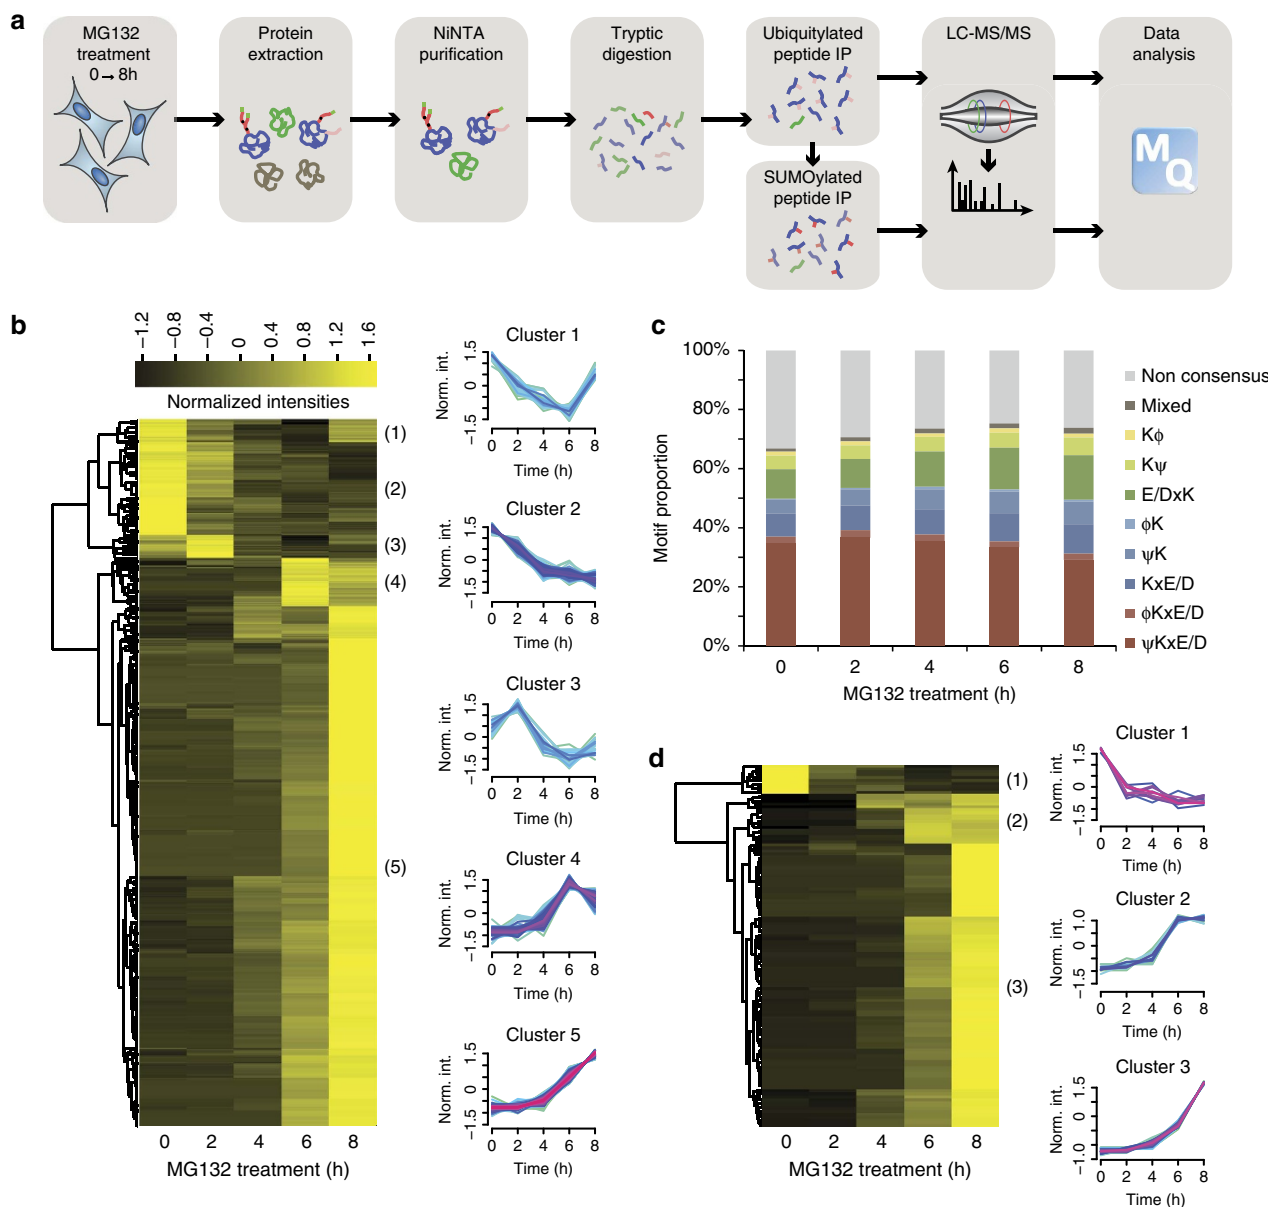 a
MG132
treatment
0→8h
Protein
extraction
NiNTA
purification
Tryptic
digestion
Ubiquitylated
peptide IP
SUMOylated
peptide IP
LC-MS/MS
Data
analysis
M
Q
b
−1.2 −0.8 −0.4 0 0.4 0.8 1.2 1.6
Normalized intensities
(1)
(2)
(3)
(4)
(5)
0 2 4 6 8
MG132 treatment (h)
Cluster 1
Norm. int.
1.5
0
−1.5
0 2 4 6 8
Time (h)
Cluster 2
Norm. int.
1.5
0
−1.5
0 2 4 6 8
Time (h)
Cluster 3
Norm. int.
1.5
0
−1.5
0 2 4 6 8
Time (h)
Cluster 4
Norm. int.
1.5
0
−1.5
0 2 4 6 8
Time (h)
Cluster 5
Norm. int.
1.5
0
−1.5
0 2 4 6 8
Time (h)
c
Motif proportion
100%
80%
60%
40%
20%
0%
0 2 4 6 8
MG132 treatment (h)
Non consensus
Mixed
Kϕ
Kψ
E/DxK
ϕK
ψK
KxE/D
ϕKxE/D
ψKxE/D
d
(1)
(2)
(3)
0 2 4 6 8
MG132 treatment (h)
Cluster 1
Norm. int.
1.5
0
−1.5
0 2 4 6 8
Time (h)
Cluster 2
Norm. int.
1.0
0
−1.5
0 2 4 6 8
Time (h)
Cluster 3
Norm. int.
1.5
0
−1.0
0 2 4 6 8
Time (h)